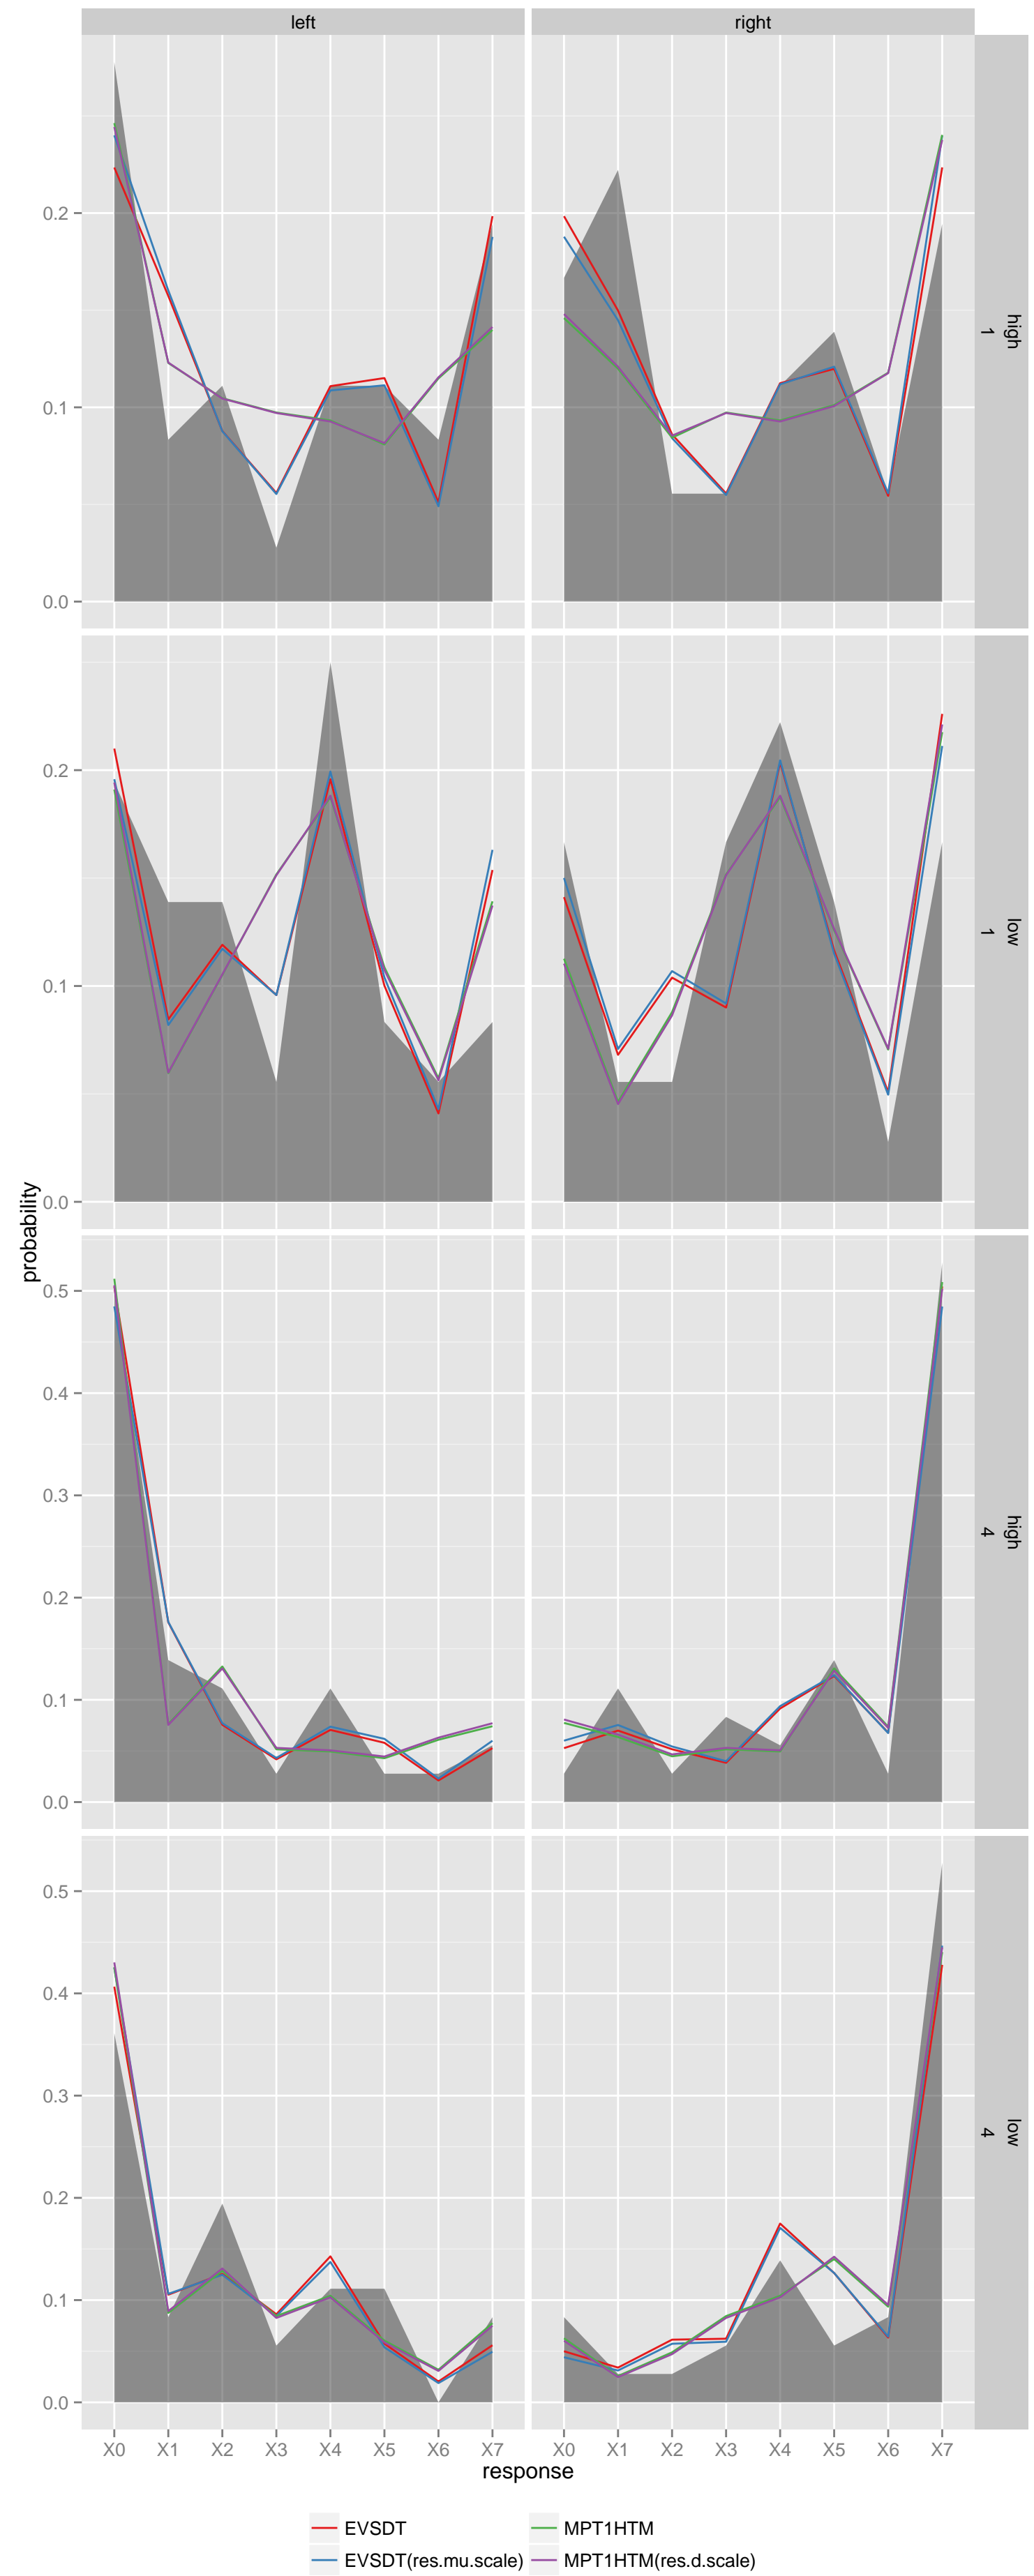 left right
0.2
0.1
0.0
high
1
0.2
0.1
0.0
low
1
probability
0.5
0.4
0.3
0.2
0.1
0.0
high
4
0.5
0.4
0.3
0.2
0.1
0.0
low
4
X0 X1 X2 X3 X4 X5 X6 X7 X0 X1 X2 X3 X4 X5 X6 X7
response
EVSDT MPT1HTM
EVSDT(res.mu.scale) MPT1HTM(res.d.scale)